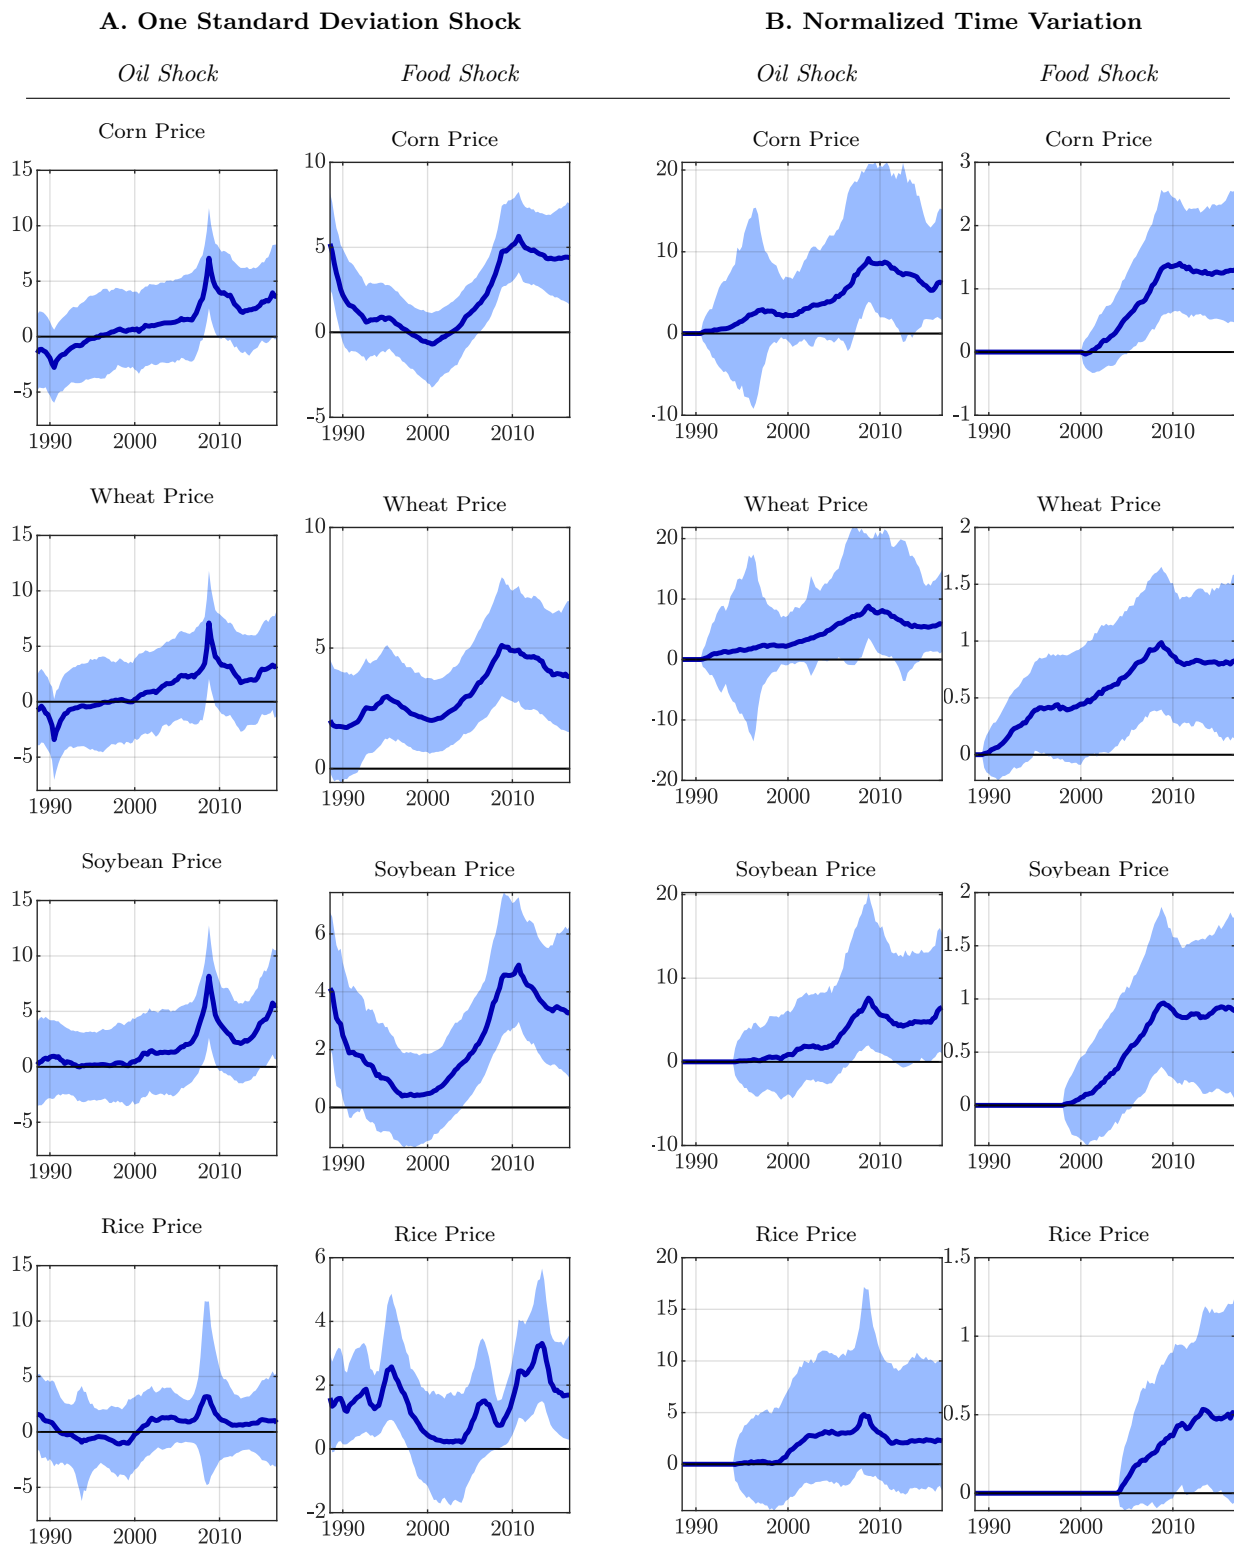 A. One Standard Deviation Shock B. Normalized Time Variation
Oil Shock Food Shock Oil Shock Food Shock
Corn Price Corn Price Corn Price Corn Price
15 10 20 3
10 2
5 5 10 1
0 0 0 0
-5 -5 -10 -1
1990 2000 2010 1990 2000 2010 1990 2000 2010 1990 2000 2010
Wheat Price Wheat Price Wheat Price Wheat Price
15 10 20 2
10 10 1.5
5 5 0 1
0 0 -10 0.5
-5 -20 0
1990 2000 2010 1990 2000 2010 1990 2000 2010 1990 2000 2010
Soybean Price Soybean Price Soybean Price Soybean Price
15 6 20 2
10 4 10 1.5
5 2 0 1
0 0 -10 0.5
-5 0
1990 2000 2010 1990 2000 2010 1990 2000 2010 1990 2000 2010
Rice Price Rice Price Rice Price Rice Price
15 6 20 1.5
10 4 15 1
5 2 10 0.5
0 0 5 0
-5 -2 0
1990 2000 2010 1990 2000 2010 1990 2000 2010 1990 2000 2010